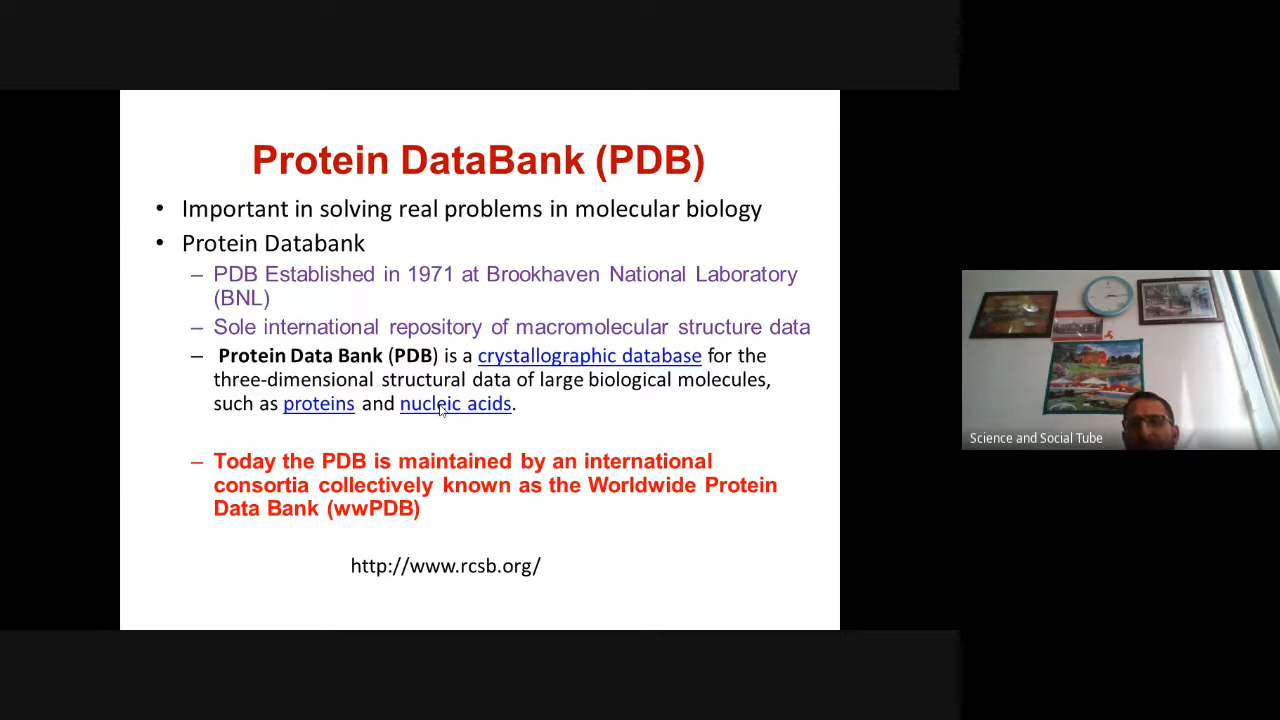 Protein DataBank (PDB)
• Important in solving real problems in molecular biology
• Protein Databank
– PDB Established in 1971 at Brookhaven National Laboratory
(BNL)
– Sole international repository of macromolecular structure data
– Protein Data Bank (PDB) is a crystallographic database for the
three-dimensional structural data of large biological molecules,
such as proteins and nucleic acids.
– Today the PDB is maintained by an international
consortia collectively known as the Worldwide Protein
Data Bank (wwPDB)
http://www.rcsb.org/
Science and Social Tube